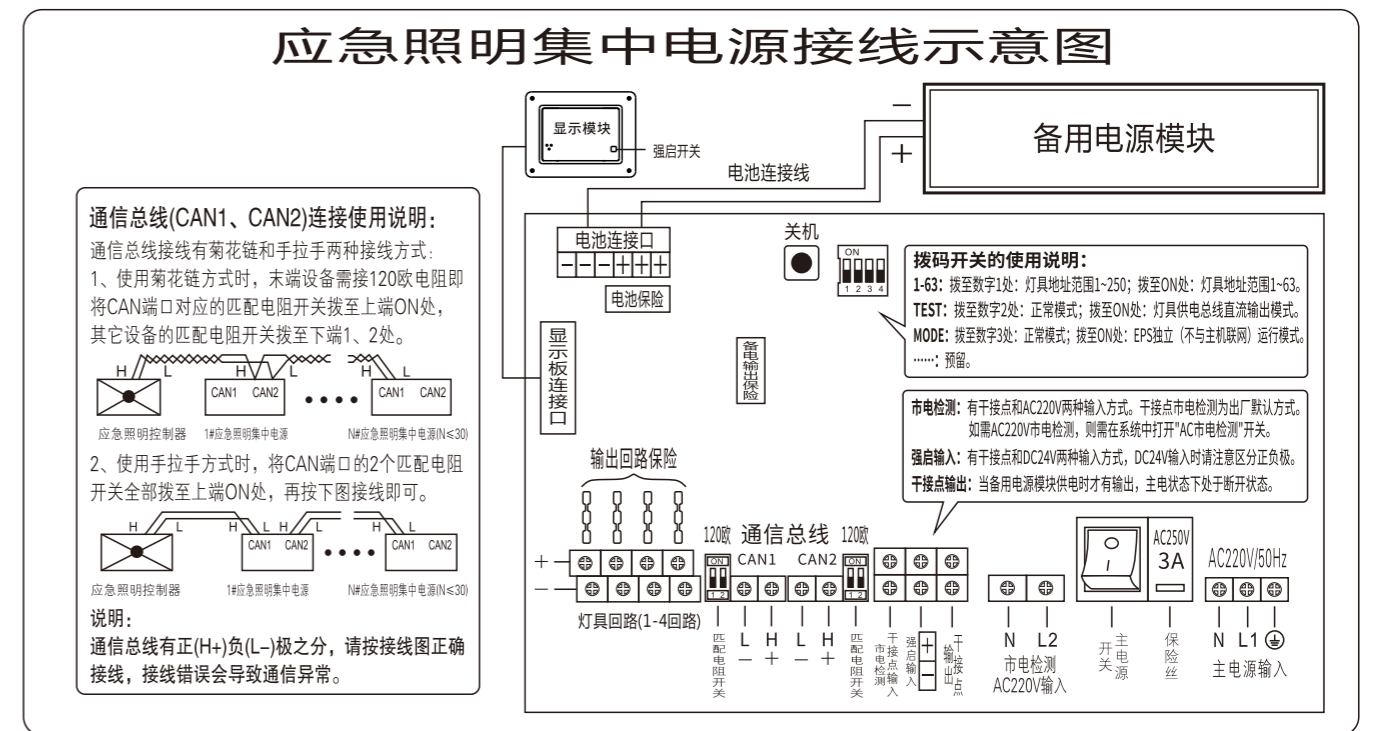 应急照明集中电源接线示意图
显示模块
强启开关
电池连接线
备用电源模块
−
+
通信总线(CAN1、CAN2)连接使用说明：
通信总线接线有菊花链和手拉手两种接线方式：
1、使用菊花链方式时，末端设备需接120欧电阻即
将CAN端口对应的匹配电阻开关拨至上端ON处，
其它设备的匹配电阻开关拨至下端1、2处。
H L H L H L
CAN1 CAN2 CAN1 CAN2
应急照明控制器 1#应急照明集中电源 N#应急照明集中电源(N≤30)
2、使用手拉手方式时，将CAN端口的2个匹配电阻
开关全部拨至上端ON处，再按下图接线即可。
H L H L H L H L
CAN1 CAN2 CAN1 CAN2
应急照明控制器 1#应急照明集中电源 N#应急照明集中电源(N≤30)
说明：
通信总线有正(H+)负(L−)极之分，请按接线图正确
接线，接线错误会导致通信异常。
电池连接口
− − − + + +
电池保险
关机
ON
1 2 3 4
拨码开关的使用说明：
1-63：拨至数字1处：灯具地址范围1~250；拨至ON处：灯具地址范围1~63。
TEST：拨至数字2处：正常模式；拨至ON处：灯具供电总线直流输出模式。
MODE：拨至数字3处：正常模式；拨至ON处：EPS独立（不与主机联网）运行模式。
……：预留。
显示板连接口
备电输出保险
市电检测：有干接点和AC220V两种输入方式。干接点市电检测为出厂默认方式。
如需AC220V市电检测，则需在系统中打开"AC市电检测"开关。
强启输入：有干接点和DC24V两种输入方式，DC24V输入时请注意区分正负极。
干接点输出：当备用电源模块供电时才有输出，主电状态下处于断开状态。
输出回路保险
+
−
灯具回路(1-4回路)
120欧 通信总线 120欧
ON CAN1 CAN2 ON
1 2 1 2
匹配电阻开关
L H L H
− + − +
匹配电阻开关
干接点输入
市电检测
强启输入
+
−
干接点
输出
N L2
市电检测
AC220V输入
主电源
开关
AC250V
3A
保险丝
AC220V/50Hz
N L1
主电源输入